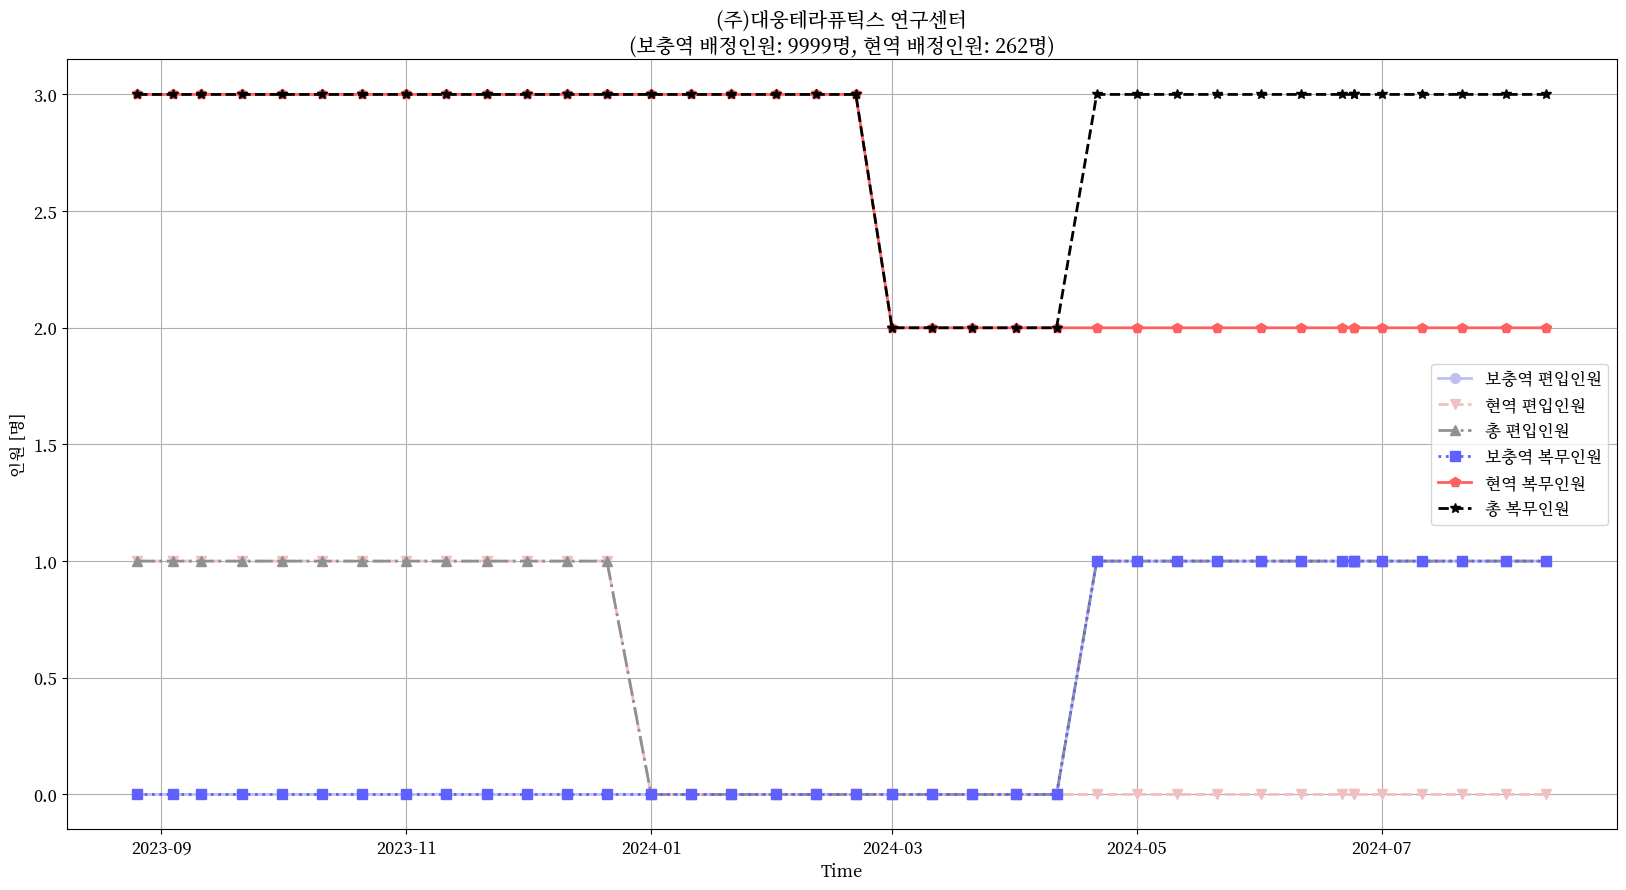 (주)대웅테라퓨틱스 연구센터
(보충역 배정인원: 9999명, 현역 배정인원: 262명)
3.0
2.5
2.0
1.5
1.0
0.5
0.0
인원 [명]
보충역 편입인원
현역 편입인원
총 편입인원
보충역 복무인원
현역 복무인원
총 복무인원
2023-09
2023-11
2024-01
2024-03
2024-05
2024-07
Time